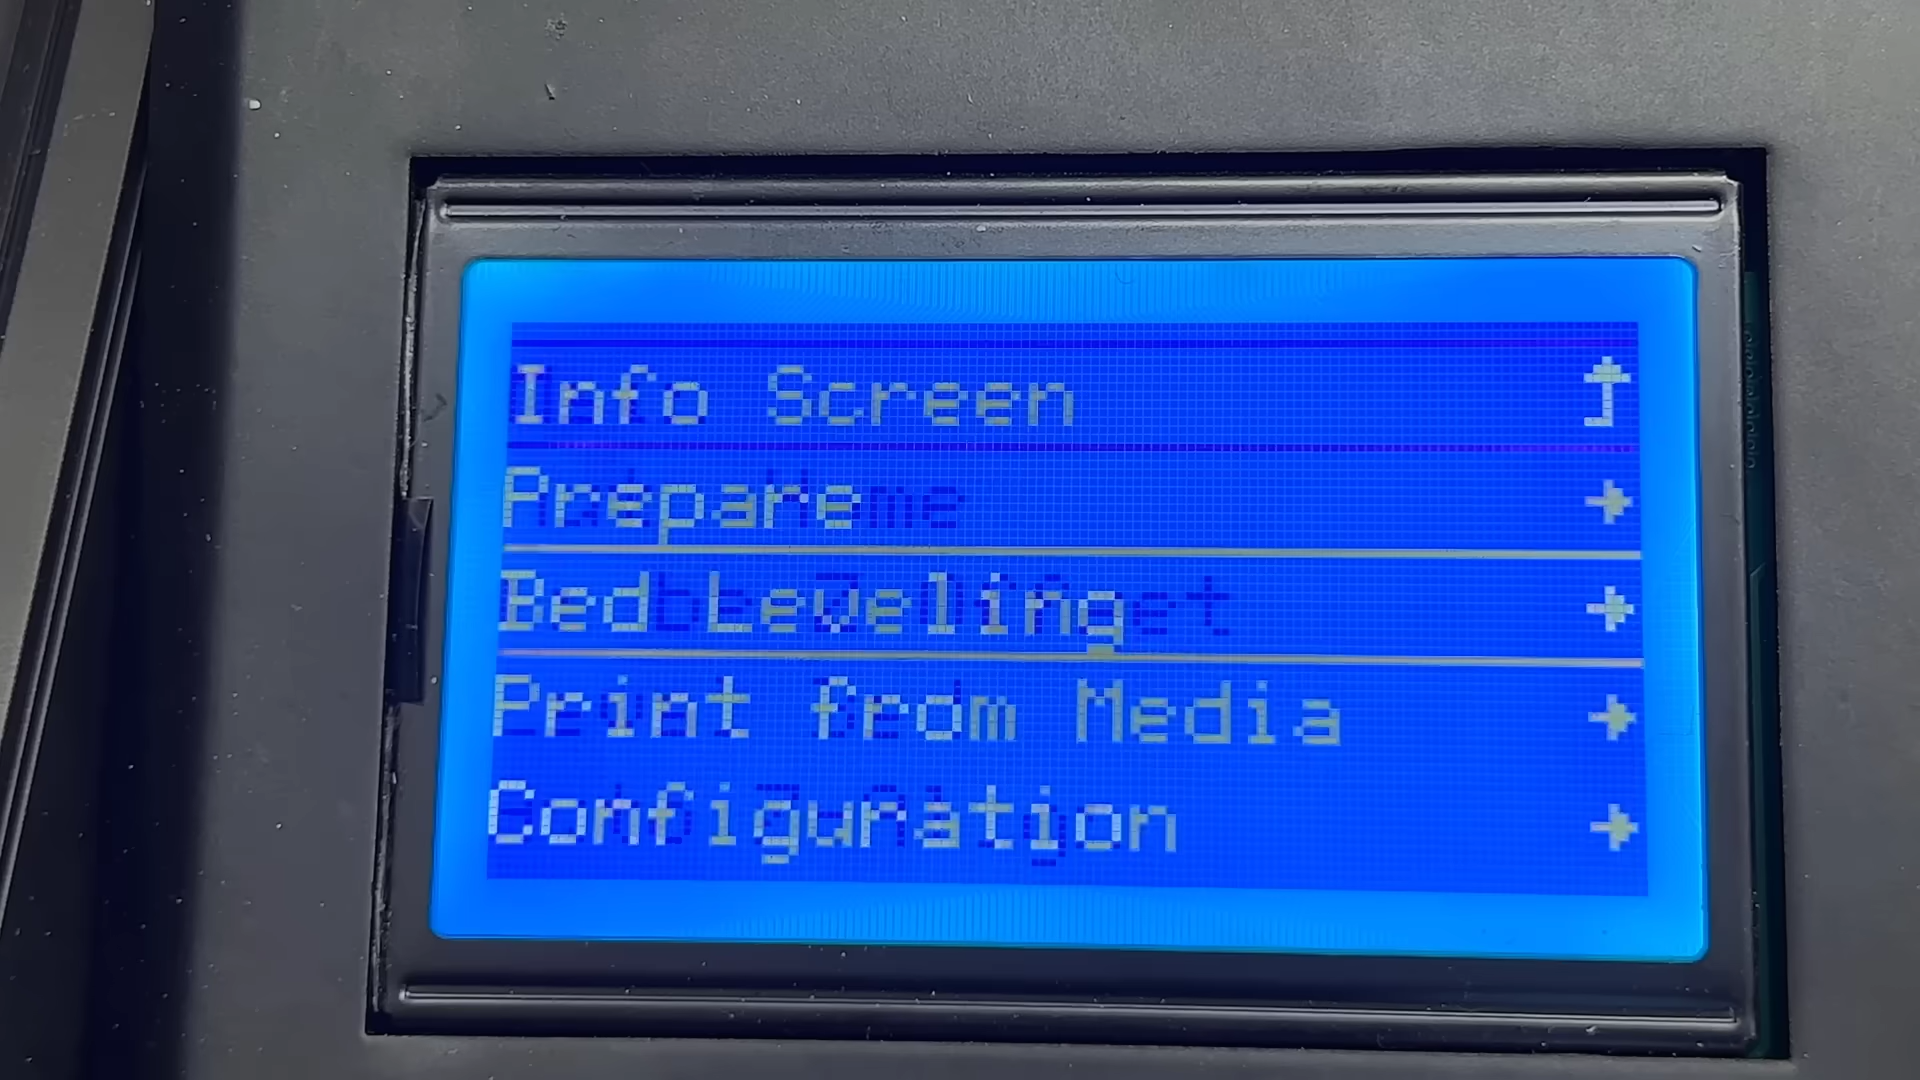 Info Screen
Prepare
Bed Leveling
Print from Media
Configuration